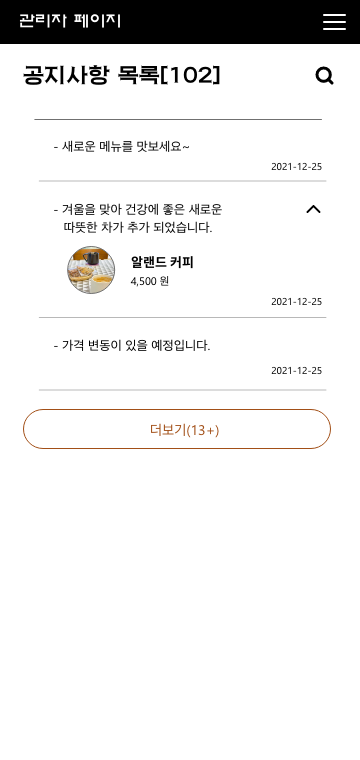 관리자 페이지
공지사항 목록[102]
- 새로운 메뉴를 맛보세요~
2021-12-25
- 겨울을 맞아 건강에 좋은 새로운
따뜻한 차가 추가 되었습니다.
알랜드 커피
4,500 원
2021-12-25
- 가격 변동이 있을 예정입니다.
2021-12-25
더보기(13+)